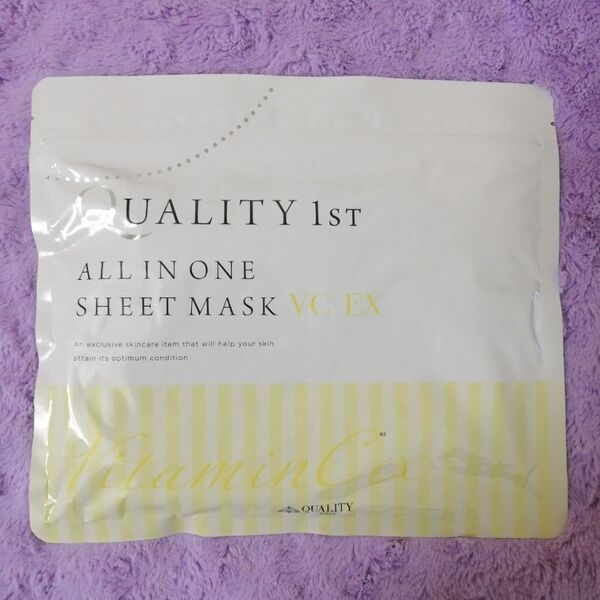 QUALITY 1ST
ALL IN ONE
SHEET MASK VC EX
An exclusive skincare item that will help your skin
attain its optimum condition
VitaminCex
QUALITY